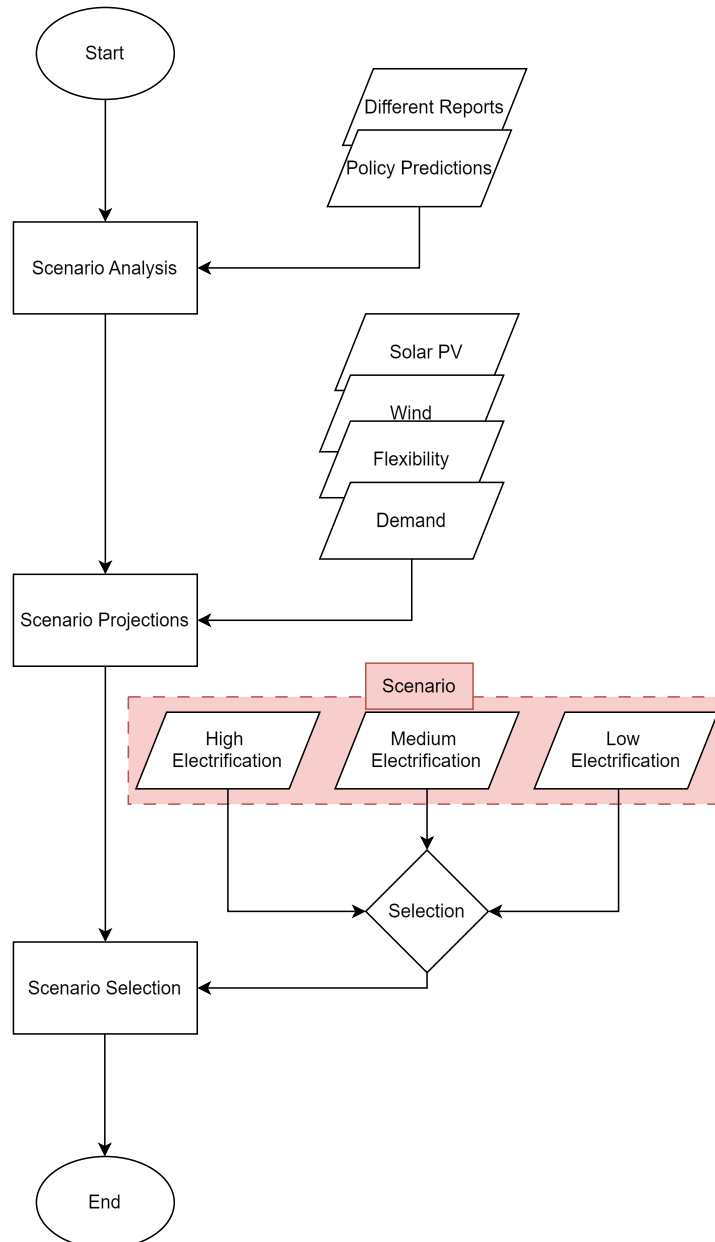 Start
Different Reports
Policy Predictions
Scenario Analysis
Solar PV
Wind
Flexibility
Demand
Scenario Projections
Scenario
High
Electrification
Medium
Electrification
Low
Electrification
Selection
Scenario Selection
End